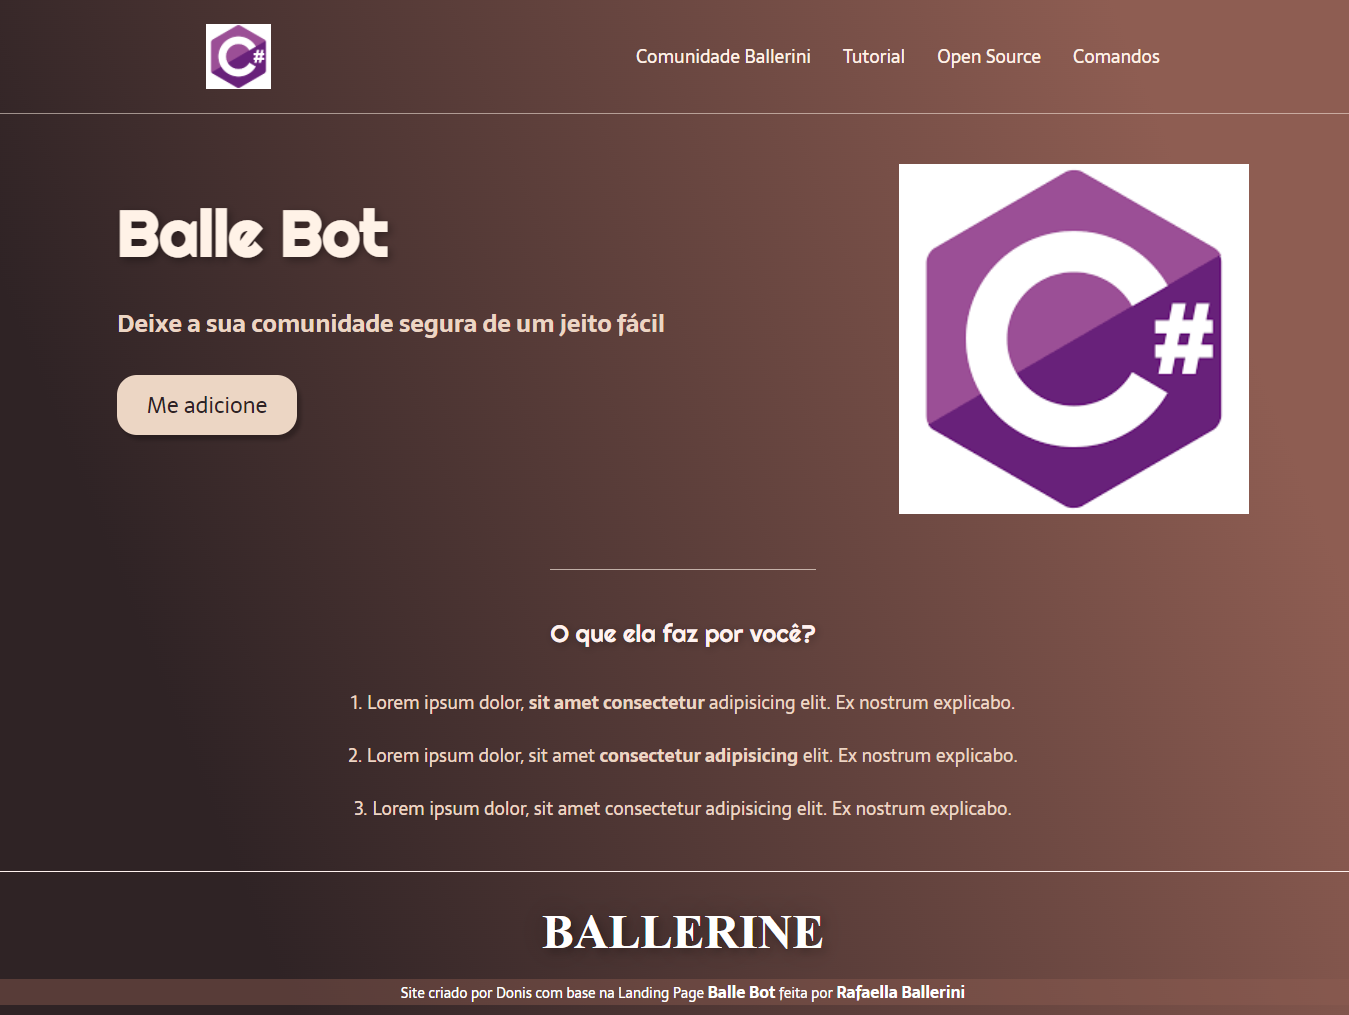 C#
Comunidade Ballerini Tutorial Open Source Comandos
Balle Bot
Deixe a sua comunidade segura de um jeito fácil
Me adicione
C#
O que ela faz por você?
1. Lorem ipsum dolor, sit amet consectetur adipisicing elit. Ex nostrum explicabo.
2. Lorem ipsum dolor, sit amet consectetur adipisicing elit. Ex nostrum explicabo.
3. Lorem ipsum dolor, sit amet consectetur adipisicing elit. Ex nostrum explicabo.
BALLERINE
Site criado por Donis com base na Landing Page Balle Bot feita por Rafaella Ballerini